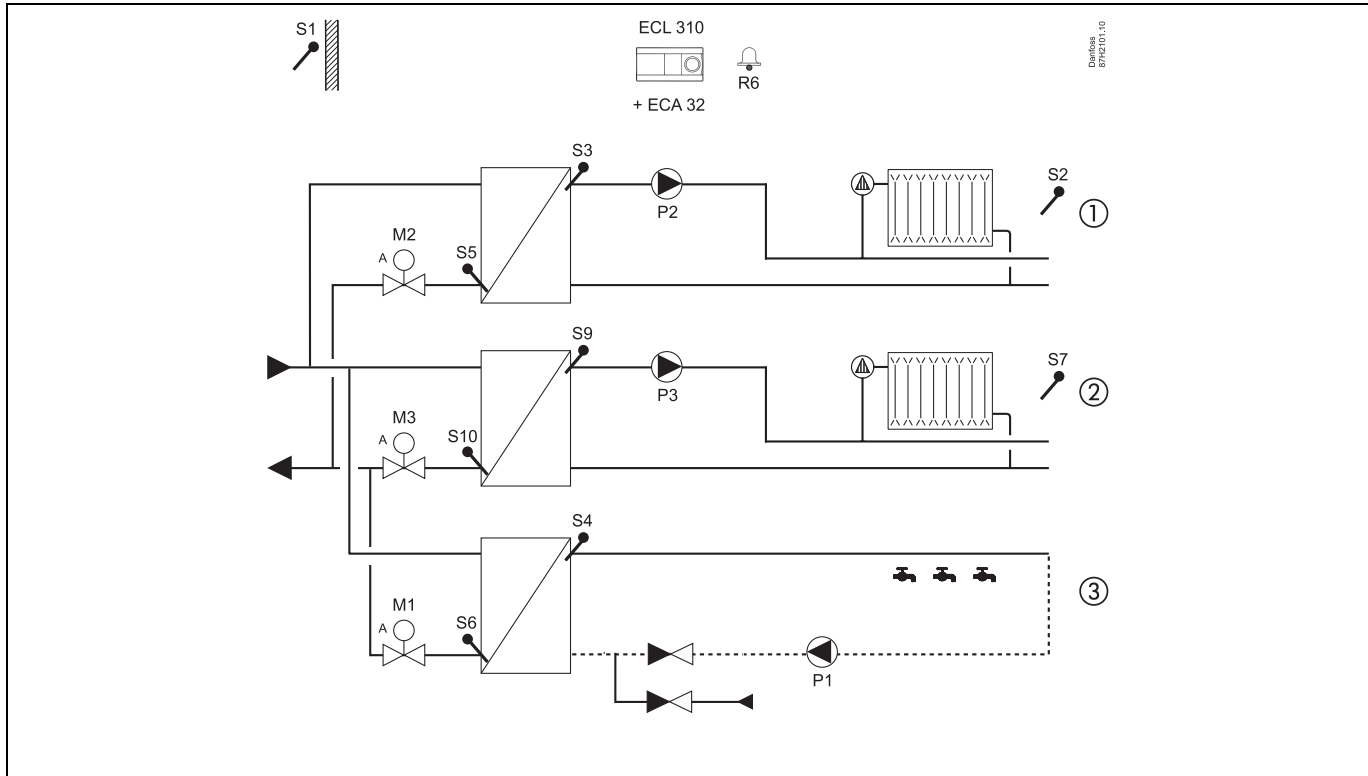 S1
ECL 310
R6
+ ECA 32
Danfoss
87H2101.10
S3
P2
S2
①
M2
A
S5
S9
P3
S7
②
M3
A
S10
S4
③
M1
A
S6
P1